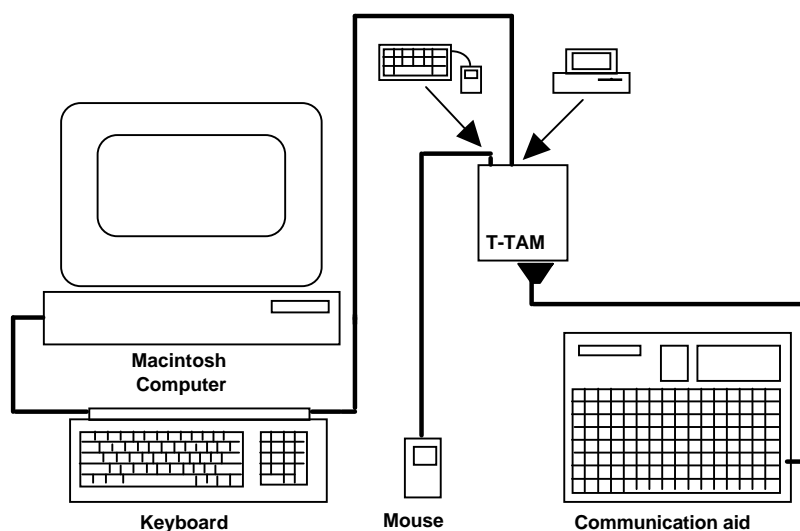 T-TAM
Macintosh
Computer
Keyboard
Mouse
Communication aid